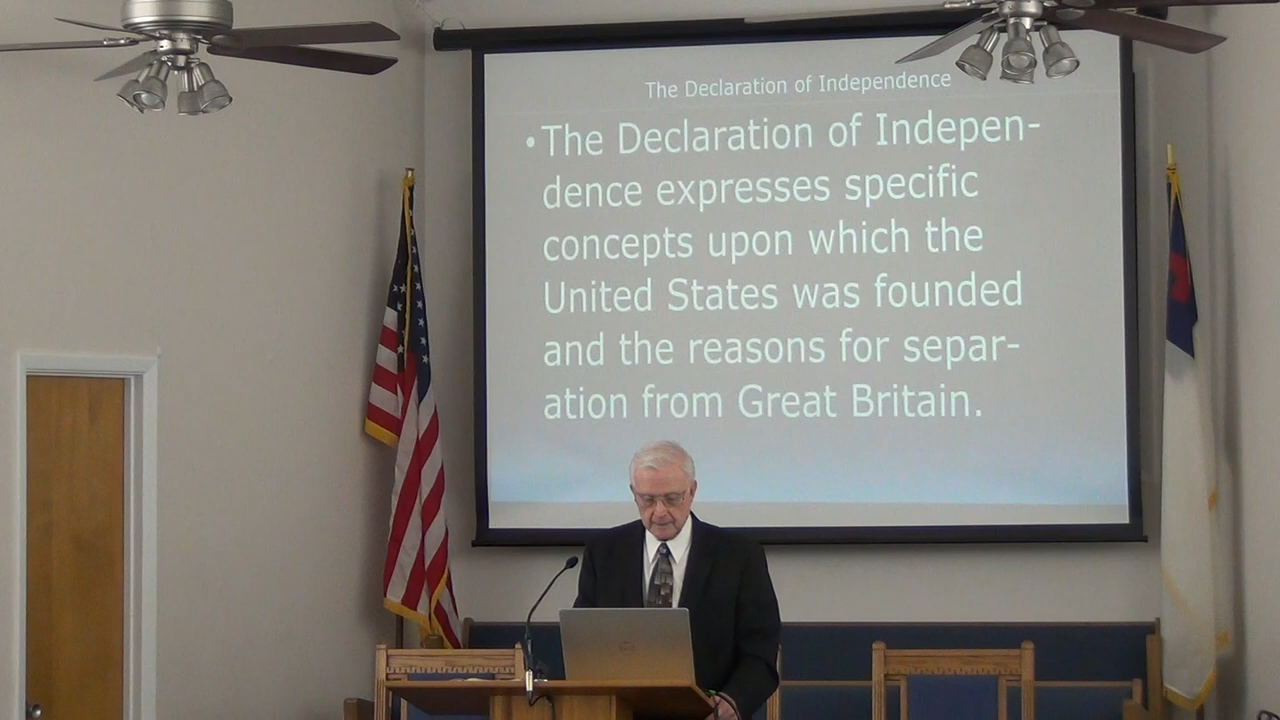 The Declaration of Independence
•The Declaration of Indepen-
dence expresses specific
concepts upon which the
United States was founded
and the reasons for separ-
ation from Great Britain.